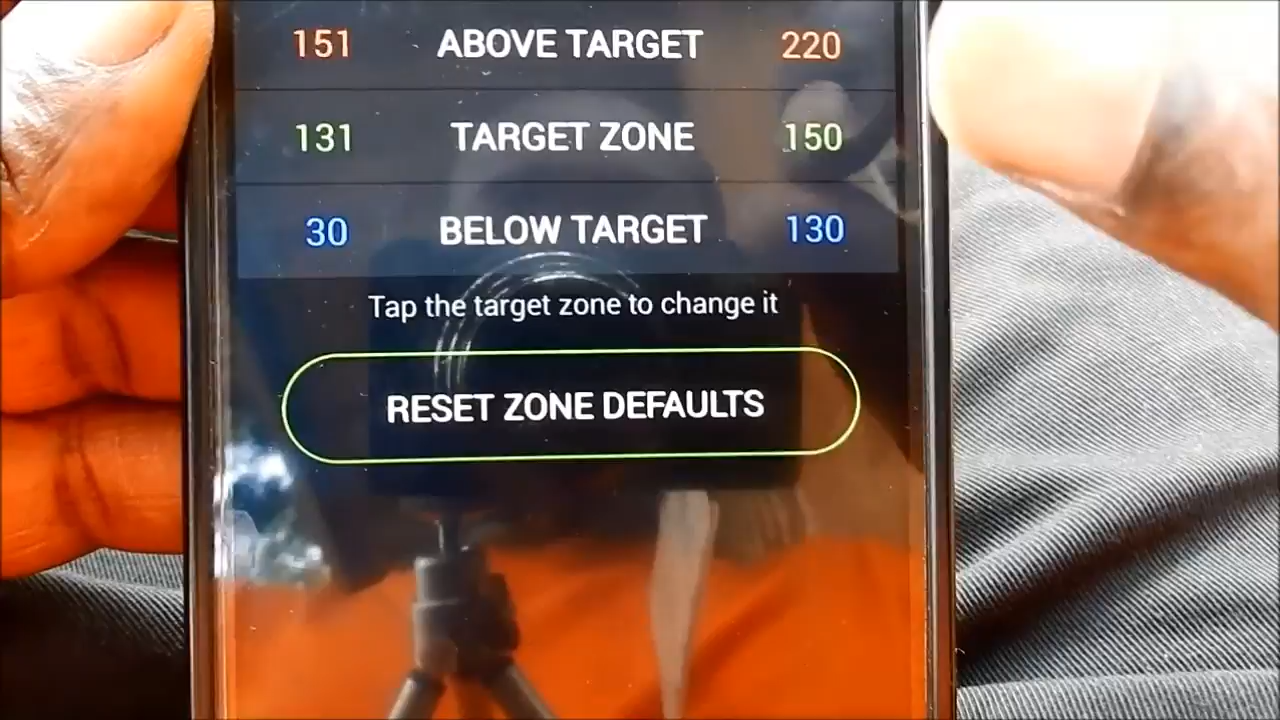 151 ABOVE TARGET 220
131 TARGET ZONE 150
30 BELOW TARGET 130
Tap the target zone to change it
RESET ZONE DEFAULTS